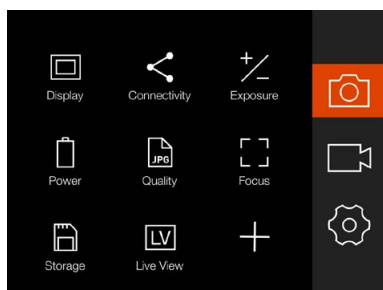 Display
Connectivity
Exposure
Power
JPG
Quality
Focus
Storage
LV
Live View